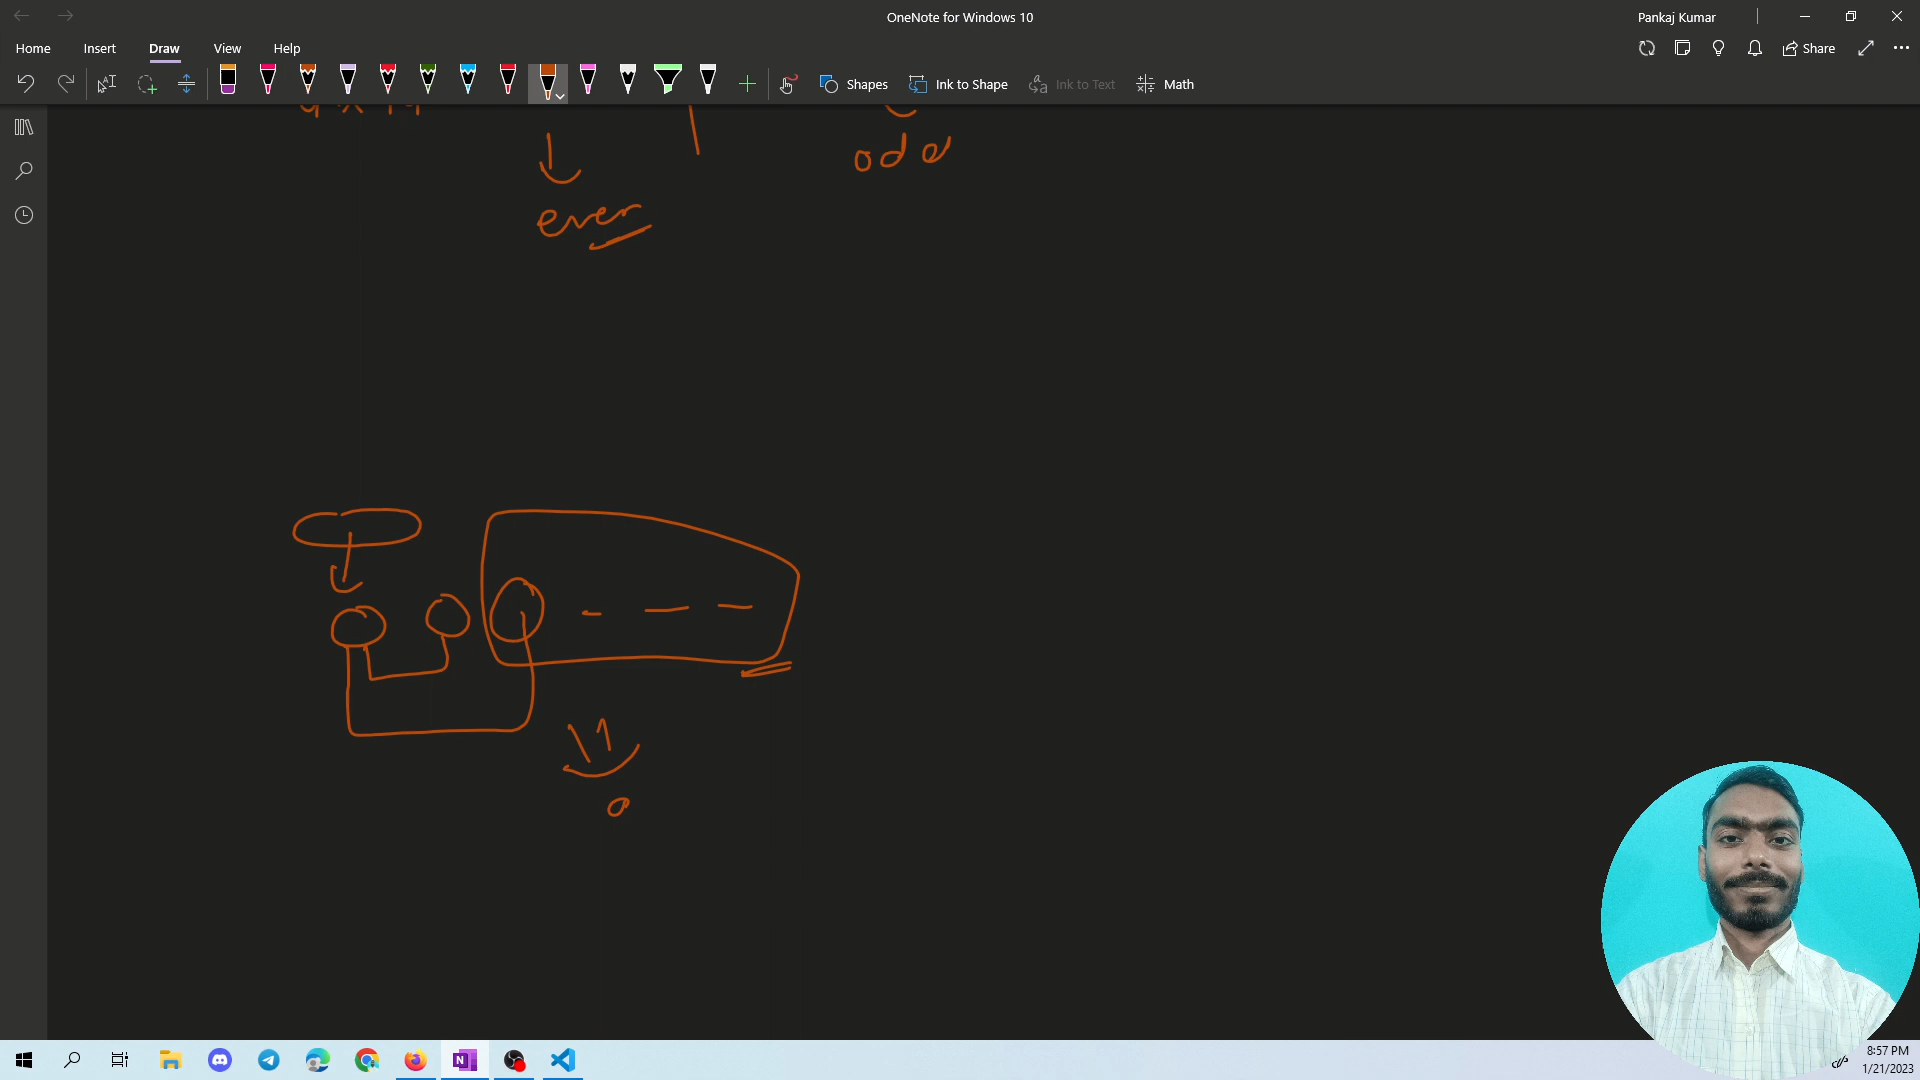 OneNote for Windows 10
Pankaj Kumar
Home Insert Draw View Help
Share
Shapes Ink to Shape Ink to Text Math
odd
even
8:57 PM
1/21/2023